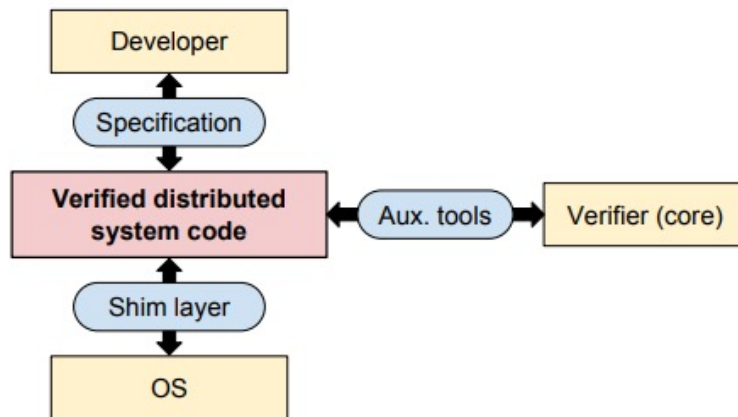 Developer
Specification
Verified distributed
system code
Aux. tools
Verifier (core)
Shim layer
OS